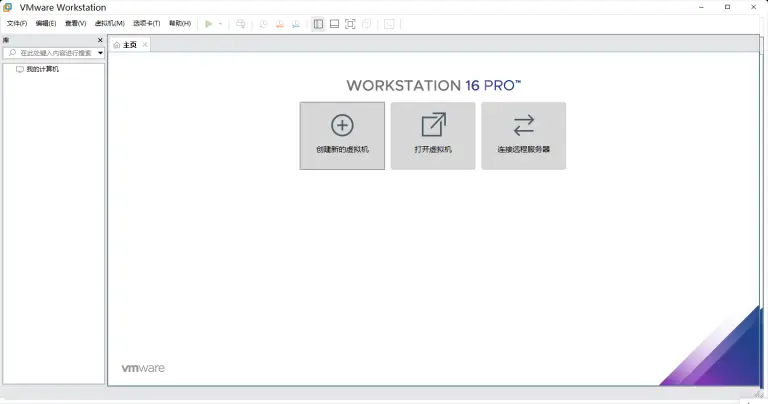 VMware Workstation
文件(F) 编辑(E) 查看(V) 虚拟机(M) 选项卡(T) 帮助(H)
库
在此处键入内容进行搜索
我的计算机
主页
WORKSTATION 16 PRO™
创建新的虚拟机
打开虚拟机
连接远程服务器
vmware